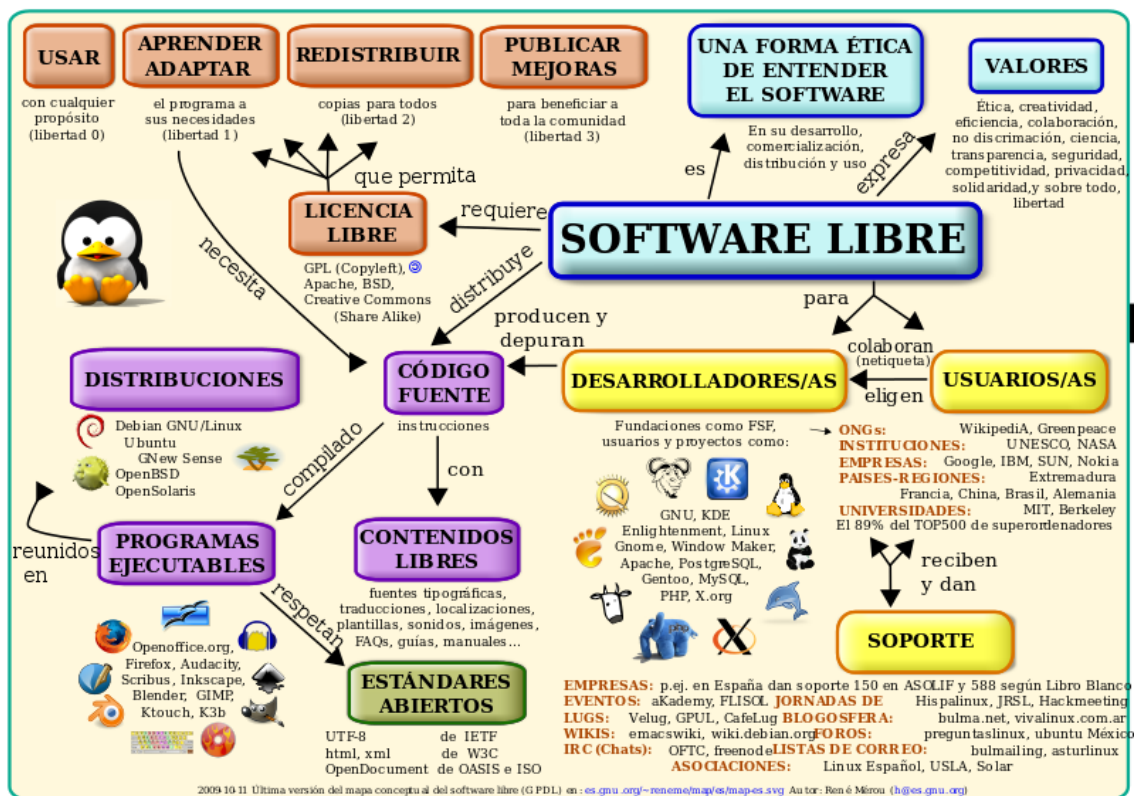 USAR
con cualquier
propósito
(libertad 0)
APRENDER
ADAPTAR
el programa a
sus necesidades
(libertad 1)
REDISTRIBUIR
copias para todos
(libertad 2)
PUBLICAR
MEJORAS
para beneficiar a
toda la comunidad
(libertad 3)
UNA FORMA ÉTICA
DE ENTENDER
EL SOFTWARE
En su desarrollo,
comercialización,
distribución y uso
VALORES
Ética, creatividad,
eficiencia, colaboración,
no discrimación, ciencia,
transparencia, seguridad,
competitividad, privacidad,
solidaridad,y sobre todo,
libertad
es
expresa
que permita
LICENCIA
LIBRE
requiere
SOFTWARE LIBRE
GPL (Copyleft),
Apache, BSD,
Creative Commons
(Share Alike)
necesita
distribuye
para
producen y
depuran
colaboran
(netiqueta)
eligen
DISTRIBUCIONES
Debian GNU/Linux
Ubuntu
GNew Sense
OpenBSD
OpenSolaris
CÓDIGO
FUENTE
instrucciones
DESARROLLADORES/AS
Fundaciones como FSF,
usuarios y proyectos como:
GNU, KDE
Enlightenment, Linux
Gnome, Window Maker,
Apache, PostgreSQL,
Gentoo, MySQL,
PHP, X.org
php
USUARIOS/AS
ONGs: WikipediA, Greenpeace
INSTITUCIONES: UNESCO, NASA
EMPRESAS: Google, IBM, SUN, Nokia
PAISES-REGIONES: Extremadura
Francia, China, Brasil, Alemania
UNIVERSIDADES: MIT, Berkeley
El 89% del TOP500 de superordenadores
compilado
con
reunidos
en
PROGRAMAS
EJECUTABLES
CONTENIDOS
LIBRES
fuentes tipográficas,
traducciones, localizaciones,
plantillas, sonidos, imágenes,
FAQs, guías, manuales...
respetan
reciben
y dan
Openoffice.org,
Firefox, Audacity,
Scribus, Inkscape,
Blender, GIMP,
Ktouch, K3b
ESTÁNDARES
ABIERTOS
UTF-8 de IETF
html, xml de W3C
OpenDocument de OASIS e ISO
SOPORTE
EMPRESAS: p.ej. en España dan soporte 150 en ASOLIF y 588 según Libro Blanco
EVENTOS: aKademy, FLISOL JORNADAS DE Hispalinux, JRSL, Hackmeeting
LUGS: Velug, GPUL, CafeLug BLOGOSFERA: bulma.net, vivalinux.com.ar
WIKIS: emacswiki, wiki.debian.org FOROS: preguntaslinux, ubuntu México
IRC (Chats): OFTC, freenode LISTAS DE CORREO: bulmailing, asturlinux
ASOCIACIONES: Linux Español, USLA, Solar
2009-10-11 Última versión del mapa conceptual del software libre (GPDL) en: es.gnu.org/~reneme/map/es/map-es.svg Autor: René Mérou (h@es.gnu.org)